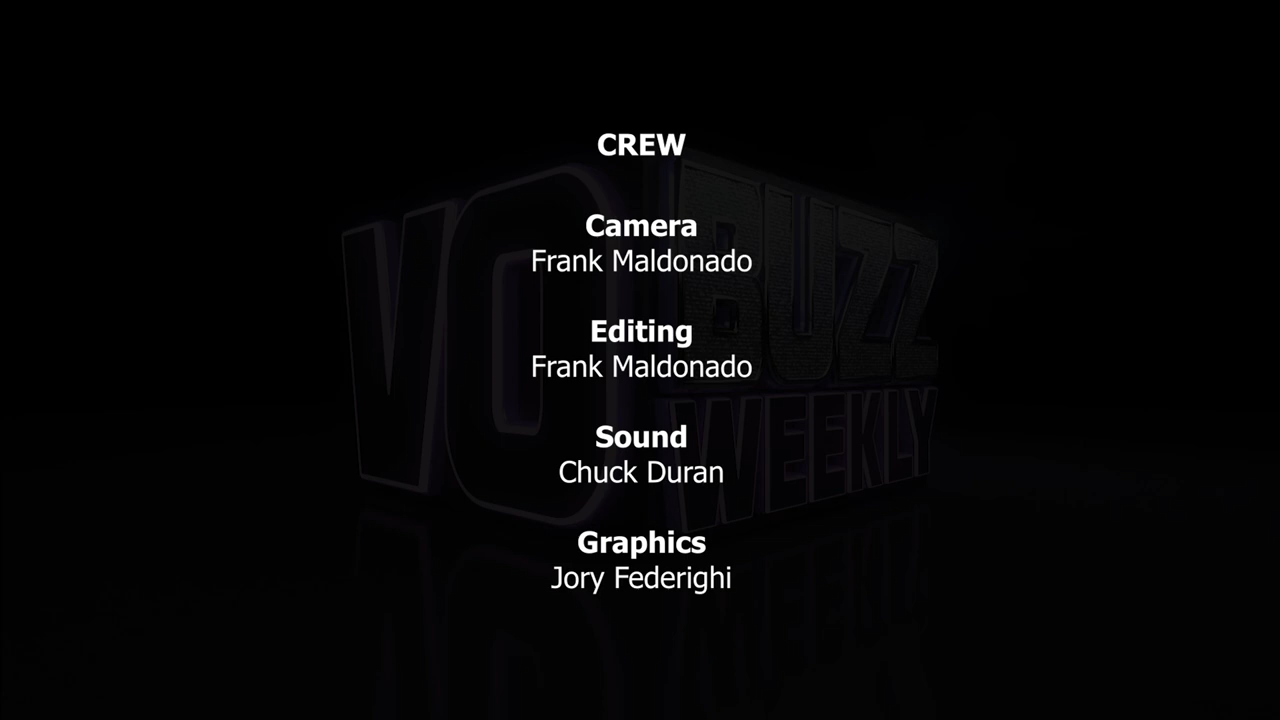 CREW
Camera
Frank Maldonado
Editing
Frank Maldonado
Sound
Chuck Duran
Graphics
Jory Federighi
VO BUZZ
WEEKLY